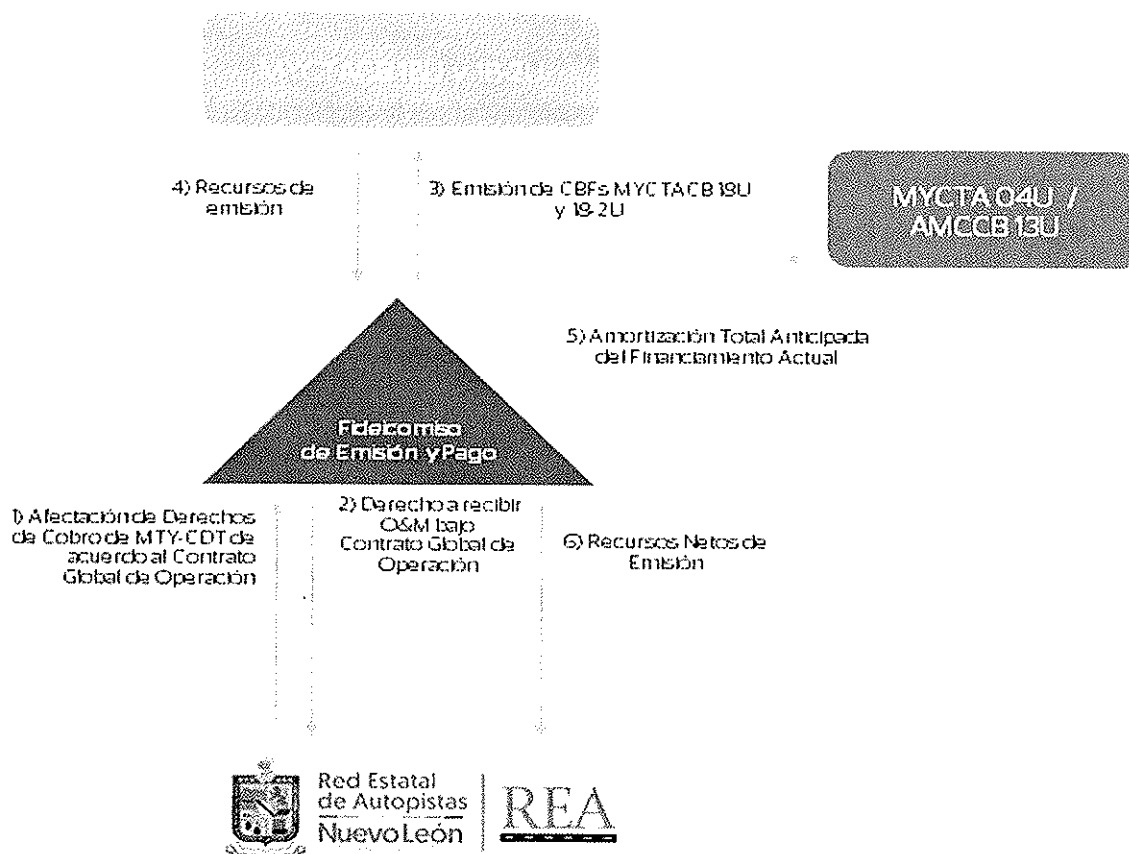 4) Recursos de
emisión
3) Emisión de CBFs MYCTACB 18U
y 18-2U
MYCTA 04U /
AMCCB 13U
5) Amortización Total Anticipada
del Financiamiento Actual
Fideicomiso
de Emisión y Pago
1) Afectación de Derechos
de Cobro de MTY-CDT de
acuerdo al Contrato
Global de Operación
2) Derecho a recibir
O&M bajo
Contrato Global de
Operación
6) Recursos Netos de
Emisión
Red Estatal
de Autopistas
Nuevo León
REA